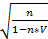 √(n / (1−n∗V